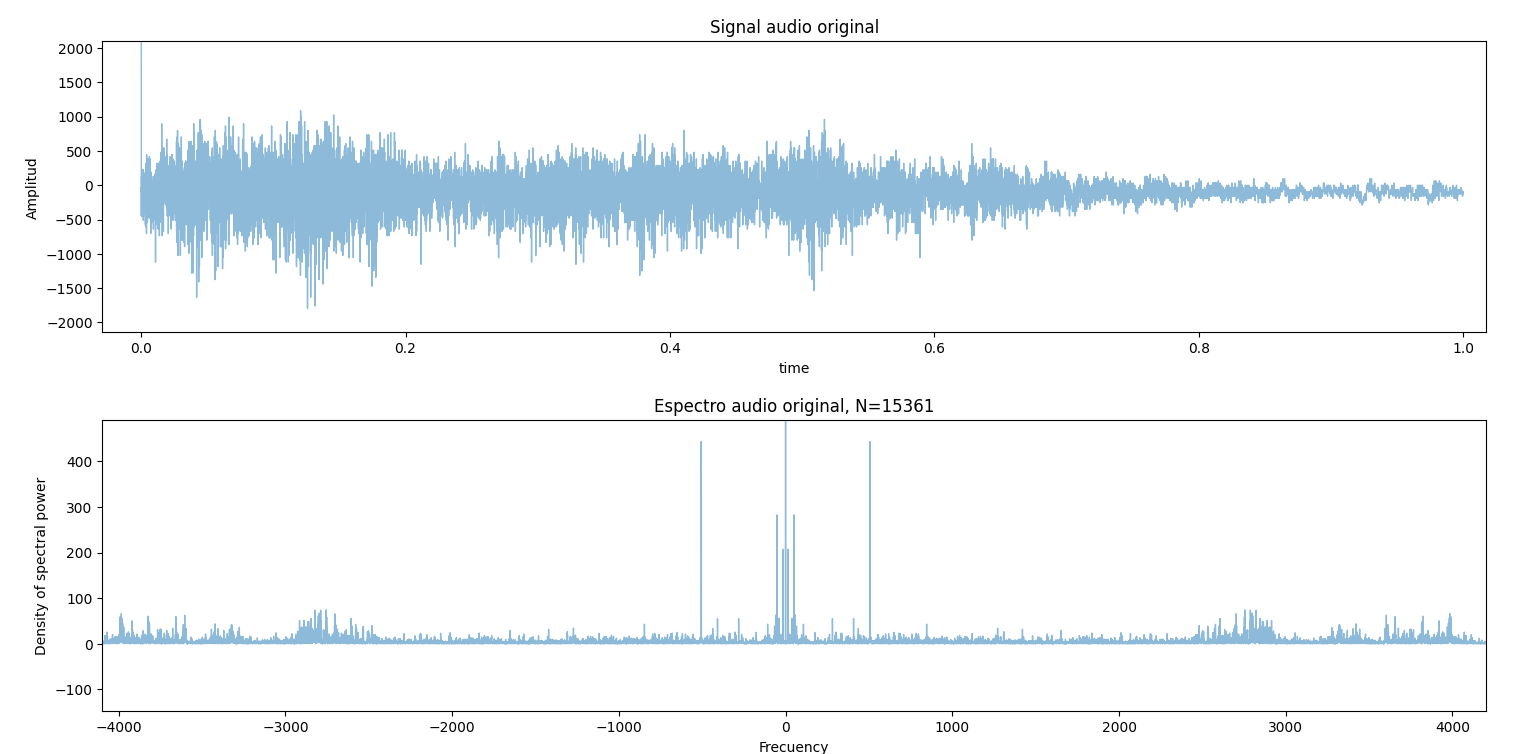 Signal audio original
2000
1500
1000
500
0
−500
−1000
−1500
−2000
Amplitud
0.0 0.2 0.4 0.6 0.8 1.0
time
Espectro audio original, N=15361
400
300
200
100
0
−100
Density of spectral power
−4000 −3000 −2000 −1000 0 1000 2000 3000 4000
Frecuency